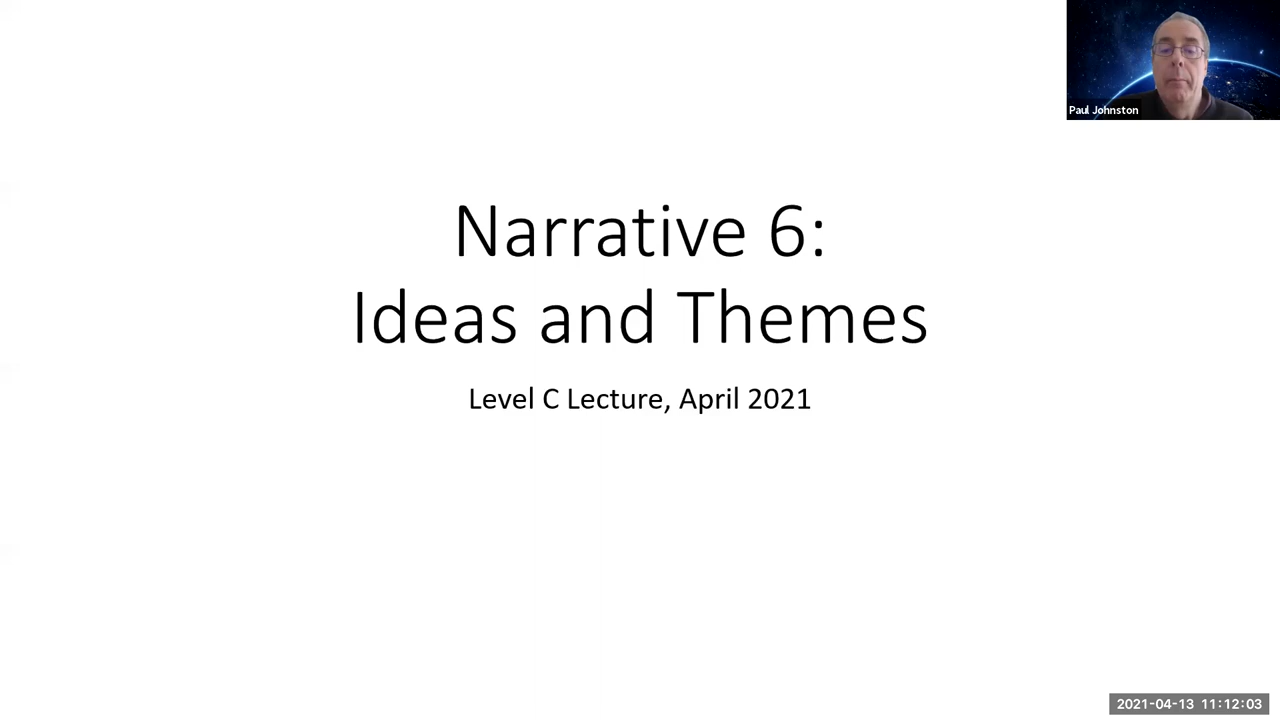 Paul Johnston
Narrative 6:
Ideas and Themes
Level C Lecture, April 2021
2021-04-13 11:12:03